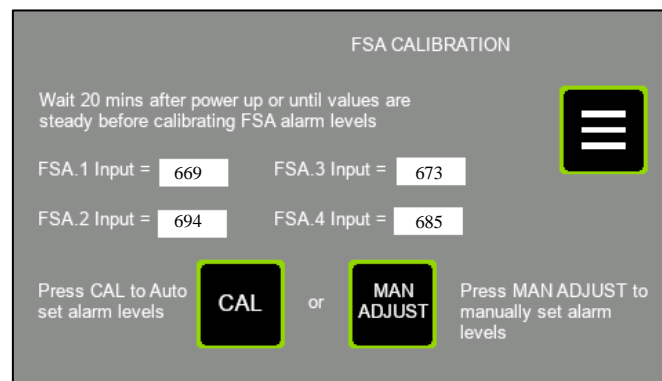 FSA CALIBRATION
Wait 20 mins after power up or until values are
steady before calibrating FSA alarm levels
FSA.1 Input = 669 FSA.3 Input = 673
FSA.2 Input = 694 FSA.4 Input = 685
Press CAL to Auto
set alarm levels
CAL
or
MAN
ADJUST
Press MAN ADJUST to
manually set alarm
levels